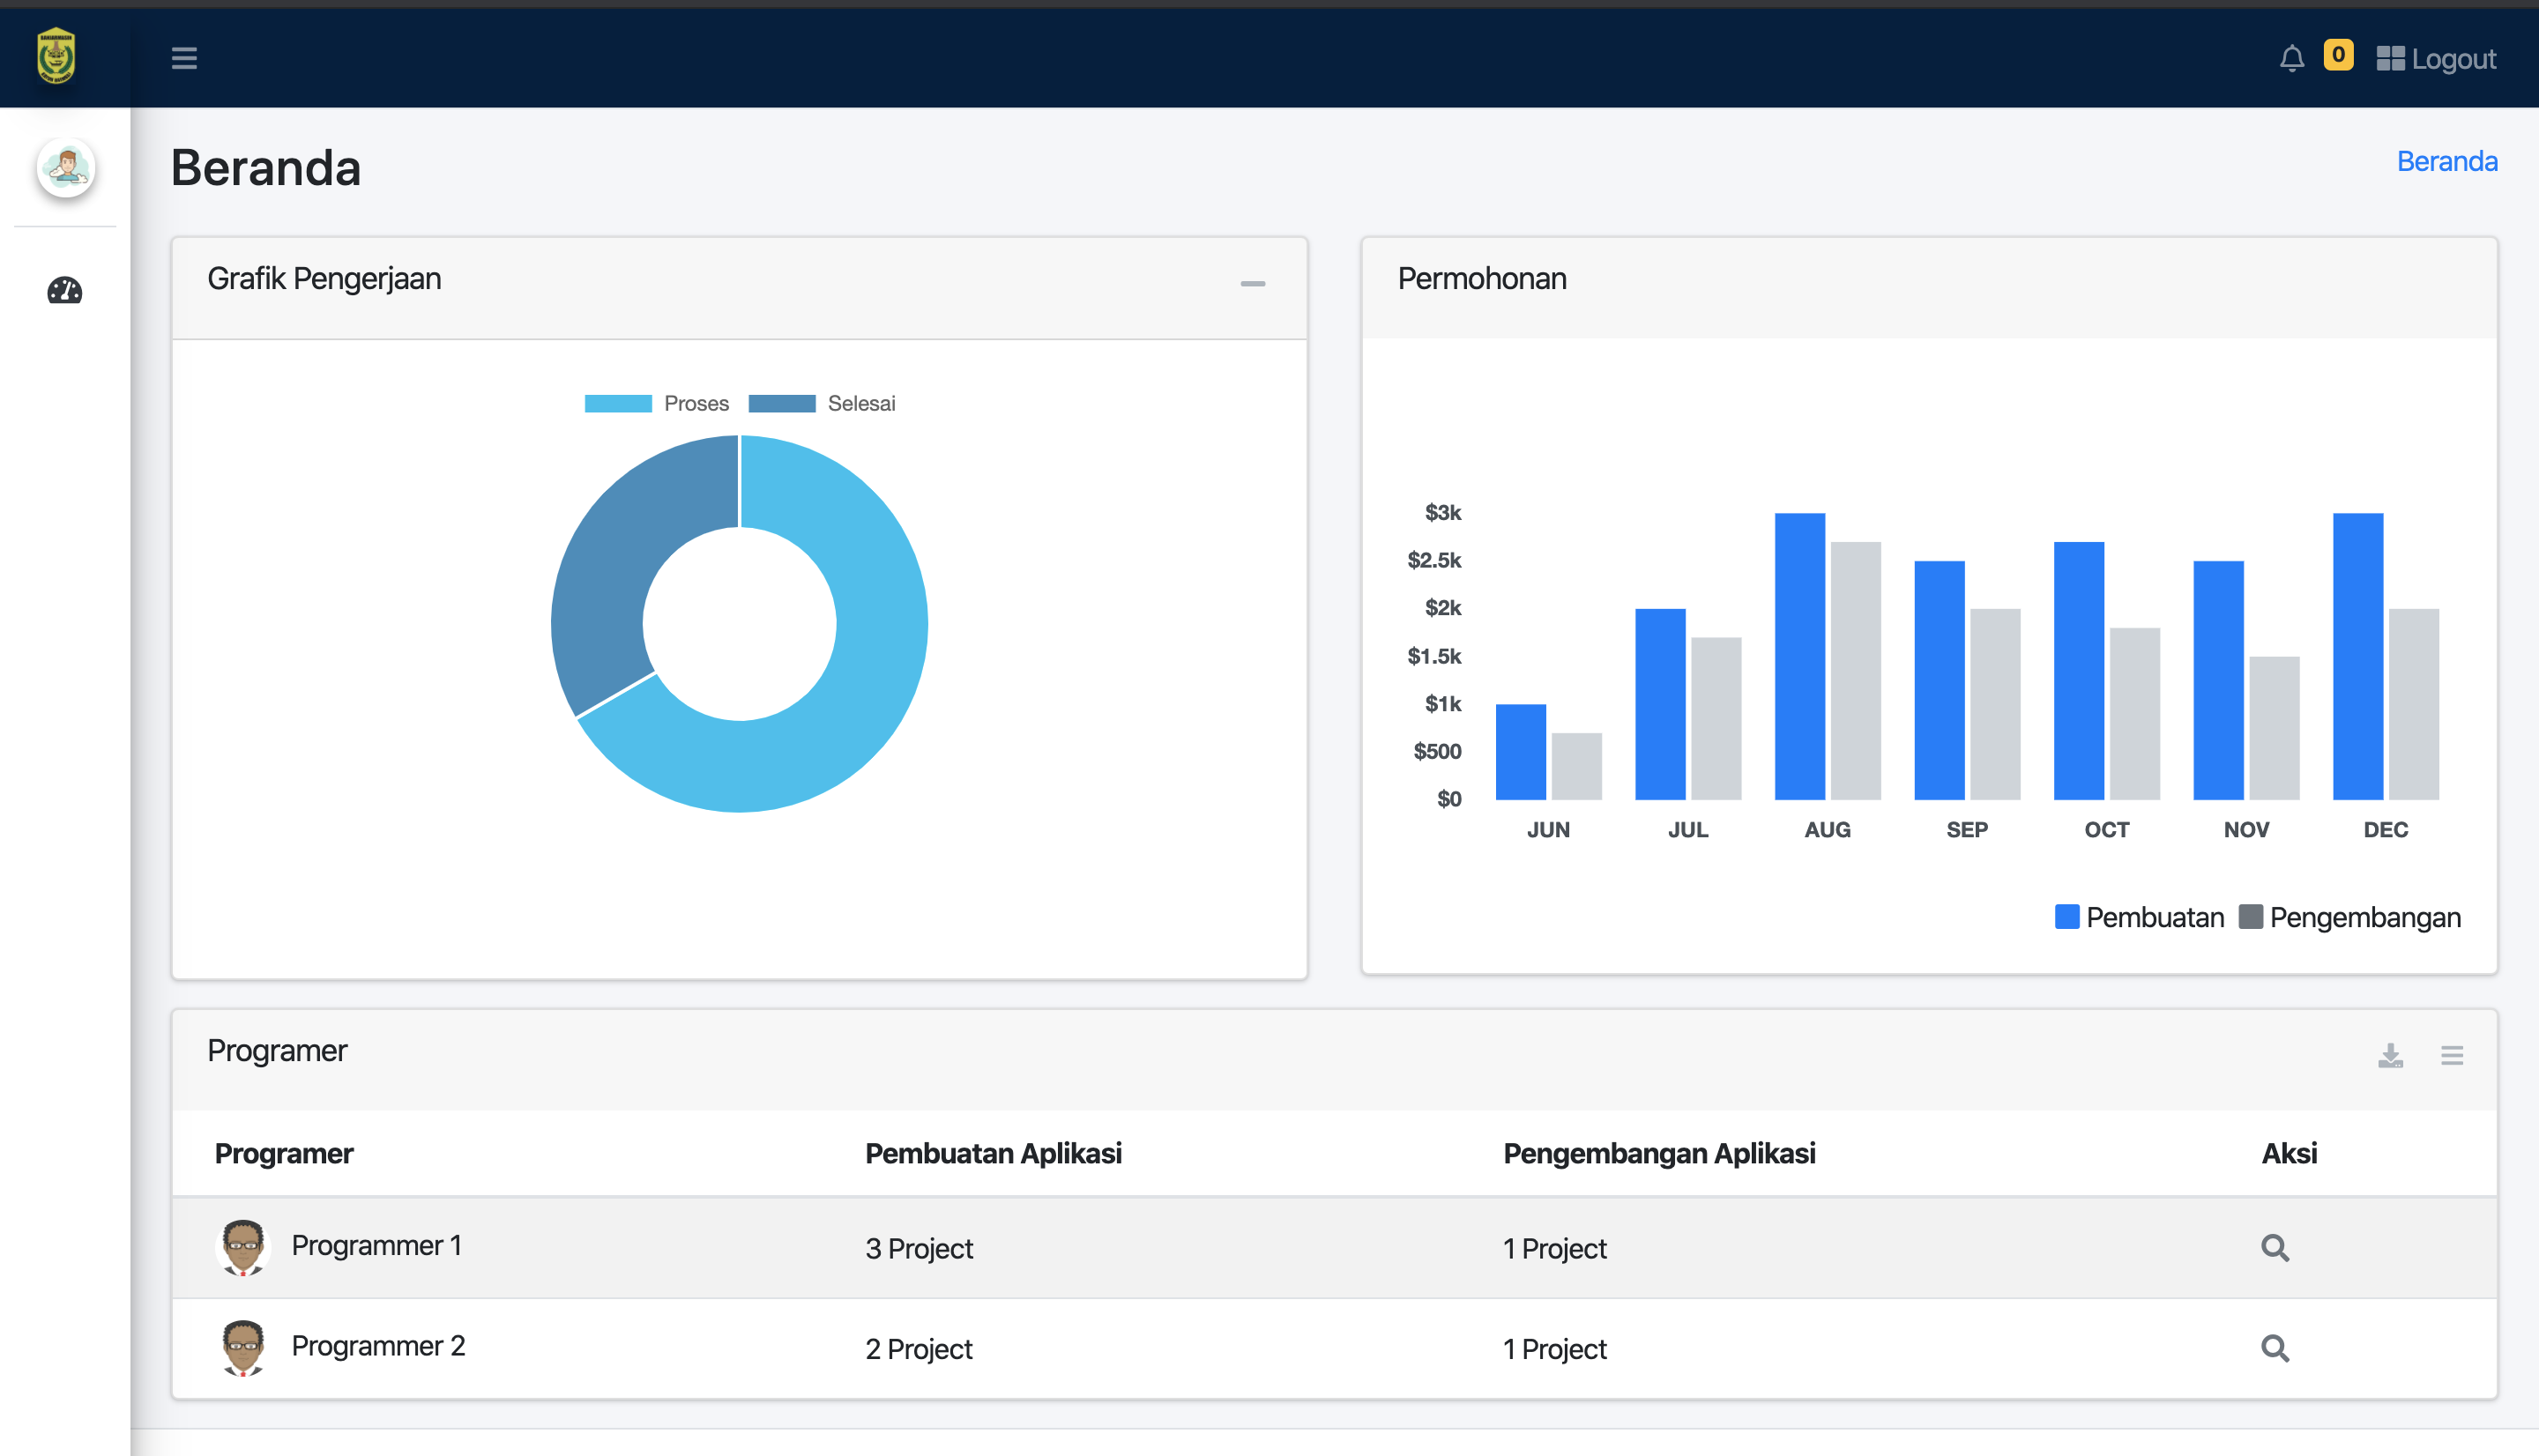 BANJARMASIN
0
Logout
Beranda
Beranda
Grafik Pengerjaan
Proses
Selesai
Permohonan
$3k
$2.5k
$2k
$1.5k
$1k
$500
$0
JUN JUL AUG SEP OCT NOV DEC
Pembuatan Pengembangan
Programer
Programer Pembuatan Aplikasi Pengembangan Aplikasi Aksi
Programmer 1 3 Project 1 Project
Programmer 2 2 Project 1 Project